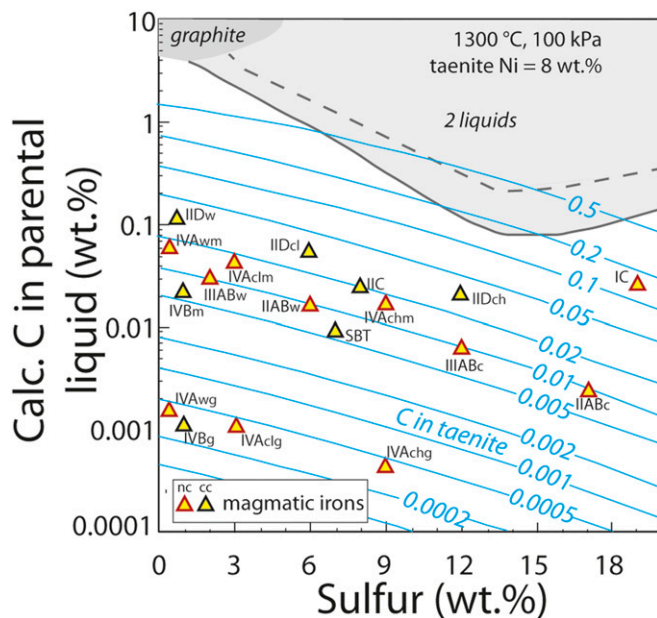 10
1
0.1
0.01
0.001
0.0001
Calc. C in parental
liquid (wt.%)
graphite
1300 °C, 100 kPa
taenite Ni = 8 wt.%
2 liquids
0.5
0.2
0.1
0.05
0.02
0.01
0.005
0.002
0.001
0.0005
0.0002
C in taenite
IIDw
IVAwm
IIDcl
IVAclm
IIIABw
IVBm
IIABw
IIC
IVAchm
IIDch
IC
SBT
IIIABc
IIABc
IVAwg
IVBg
IVAclg
IVAchg
nc cc
magmatic irons
0 3 6 9 12 15 18
Sulfur (wt.%)